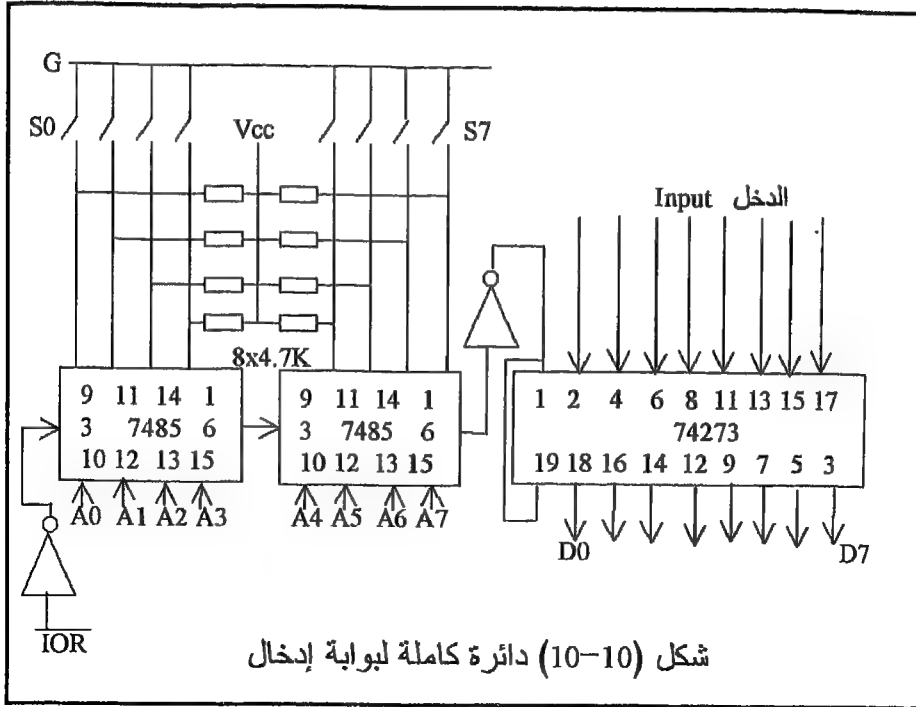 G
S0 Vcc S7
الدخل Input
8x4.7K
9 11 14 1
3 7485 6
10 12 13 15
9 11 14 1
3 7485 6
10 12 13 15
1 2 4 6 8 11 13 15 17
74273
19 18 16 14 12 9 7 5 3
A0 A1 A2 A3
A4 A5 A6 A7
D0 D7
IOR
شكل (10-10) دائرة كاملة لبوابة إدخال